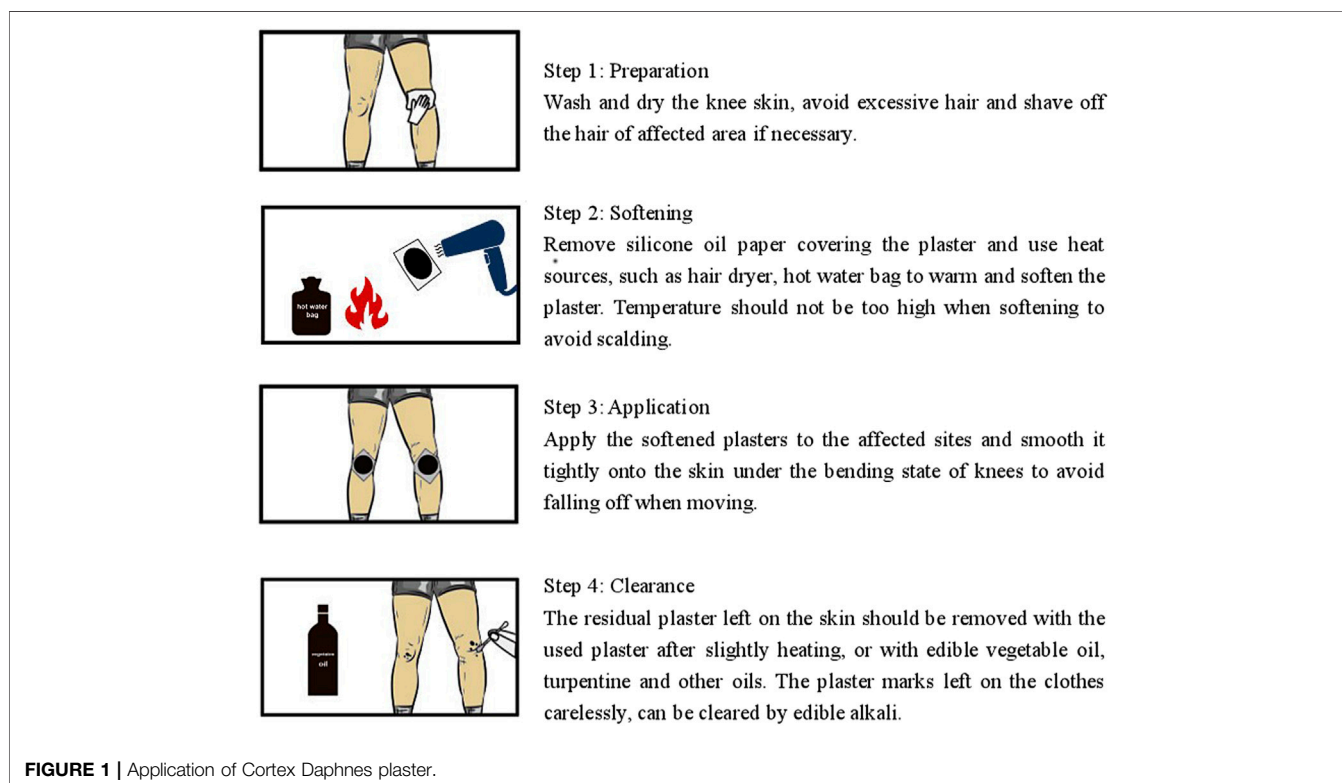 Step 1: Preparation
Wash and dry the knee skin, avoid excessive hair and shave off
the hair of affected area if necessary.
Step 2: Softening
Remove silicone oil paper covering the plaster and use heat
sources, such as hair dryer, hot water bag to warm and soften the
plaster. Temperature should not be too high when softening to
avoid scalding.
hot water
bag
Step 3: Application
Apply the softened plasters to the affected sites and smooth it
tightly onto the skin under the bending state of knees to avoid
falling off when moving.
Step 4: Clearance
The residual plaster left on the skin should be removed with the
used plaster after slightly heating, or with edible vegetable oil,
turpentine and other oils. The plaster marks left on the clothes
carelessly, can be cleared by edible alkali.
vegetable
oil
FIGURE 1 | Application of Cortex Daphnes plaster.